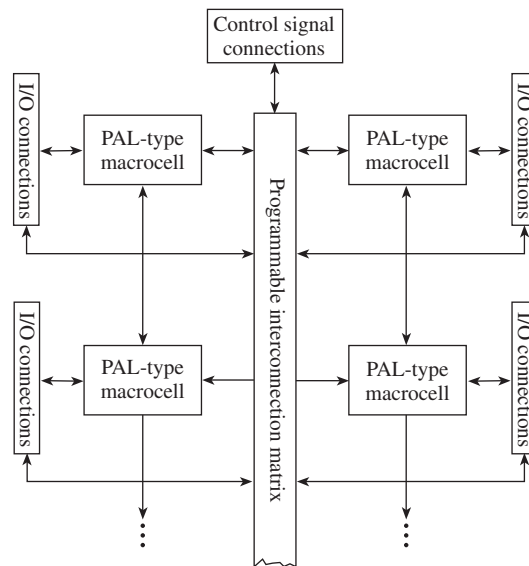 Control signal
connections
I/O connections
PAL-type
macrocell
Programmable interconnection matrix
PAL-type
macrocell
I/O connections
I/O connections
PAL-type
macrocell
PAL-type
macrocell
I/O connections